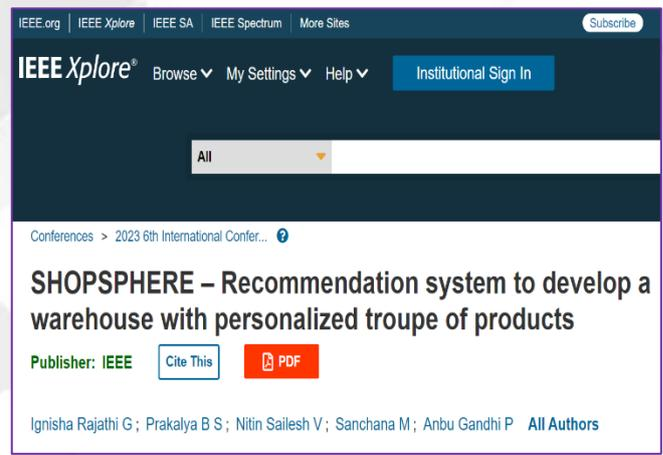 IEEE.org | IEEE Xplore | IEEE SA | IEEE Spectrum | More Sites Subscribe
IEEE Xplore® Browse My Settings Help Institutional Sign In
All
Conferences > 2023 6th International Confer... ?
SHOPSPHERE – Recommendation system to develop a
warehouse with personalized troupe of products
Publisher: IEEE Cite This PDF
Ignisha Rajathi G ; Prakalya B S ; Nitin Sailesh V ; Sanchana M ; Anbu Gandhi P All Authors